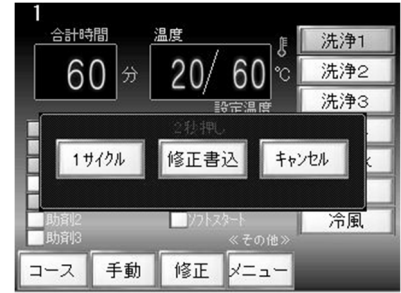 1
合計時間 温度
60 分 20/ 60 ℃
設定温度
洗浄1
洗浄2
洗浄3
2秒押し
1サイクル 修正書込 キャンセル
助剤2 ソフトスタート 冷風
助剤3 ≪その他≫
コース 手動 修正 メニュー